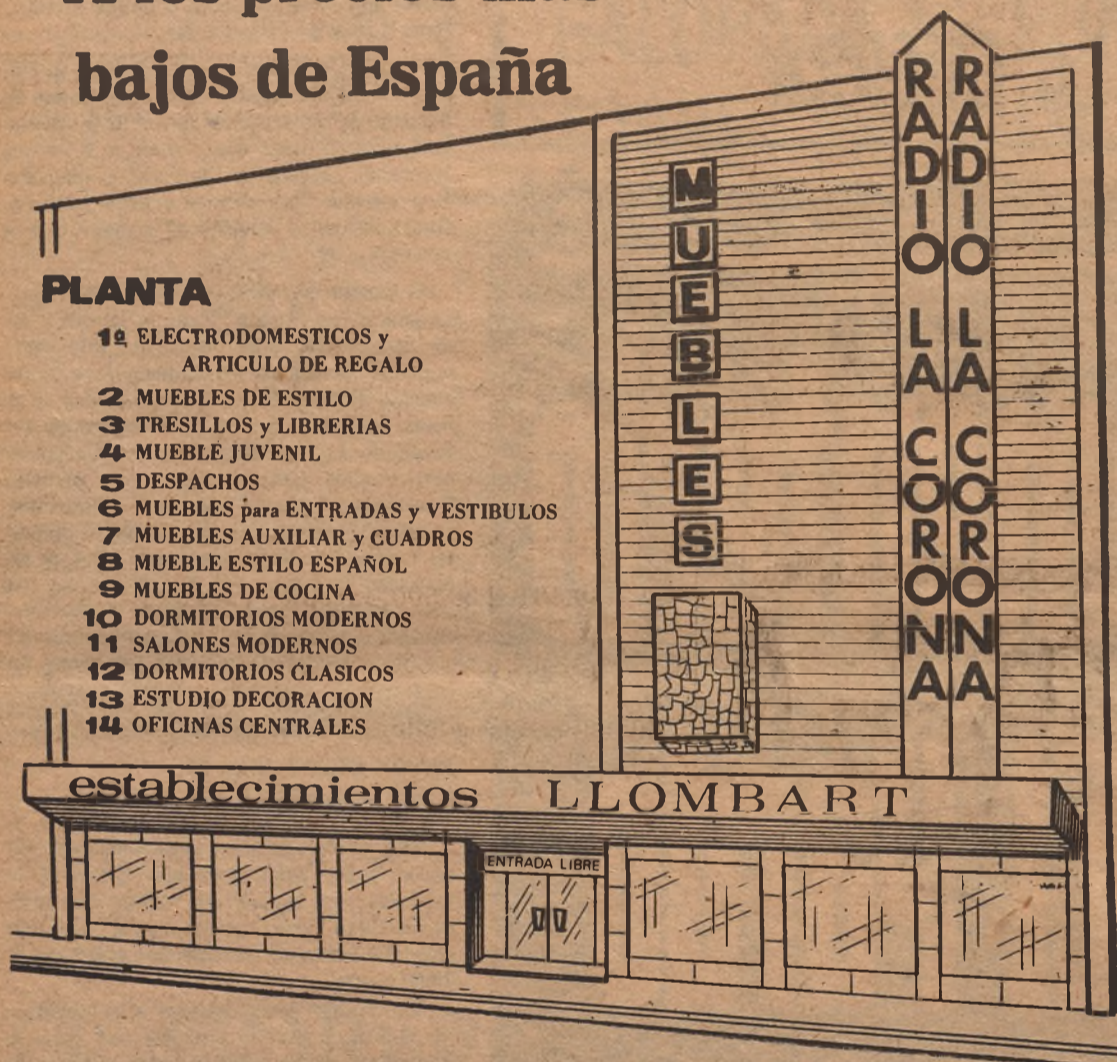 A los precios más
bajos de España
PLANTA
1º ELECTRODOMESTICOS y
ARTICULO DE REGALO
2 MUEBLES DE ESTILO
3 TRESILLOS y LIBRERIAS
4 MUEBLE JUVENIL
5 DESPACHOS
6 MUEBLES para ENTRADAS y VESTIBULOS
7 MUEBLES AUXILIAR y CUADROS
8 MUEBLE ESTILO ESPAÑOL
9 MUEBLES DE COCINA
10 DORMITORIOS MODERNOS
11 SALONES MODERNOS
12 DORMITORIOS CLASICOS
13 ESTUDIO DECORACION
14 OFICINAS CENTRALES
MUEBLES
RADIO LA CORONA
RADIO LA CORONA
establecimientos LLOMBART
ENTRADA LIBRE